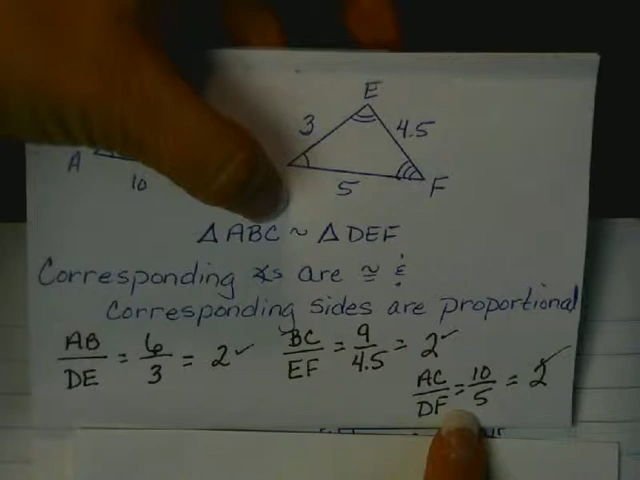 E
3 4.5
A
10 5 F
△ABC ~ △DEF
Corresponding ∡s are ≅ &
Corresponding sides are proportional
AB/DE = 6/3 = 2 ✓ BC/EF = 9/4.5 = 2 ✓
AC/DF = 10/5 = 2 ✓